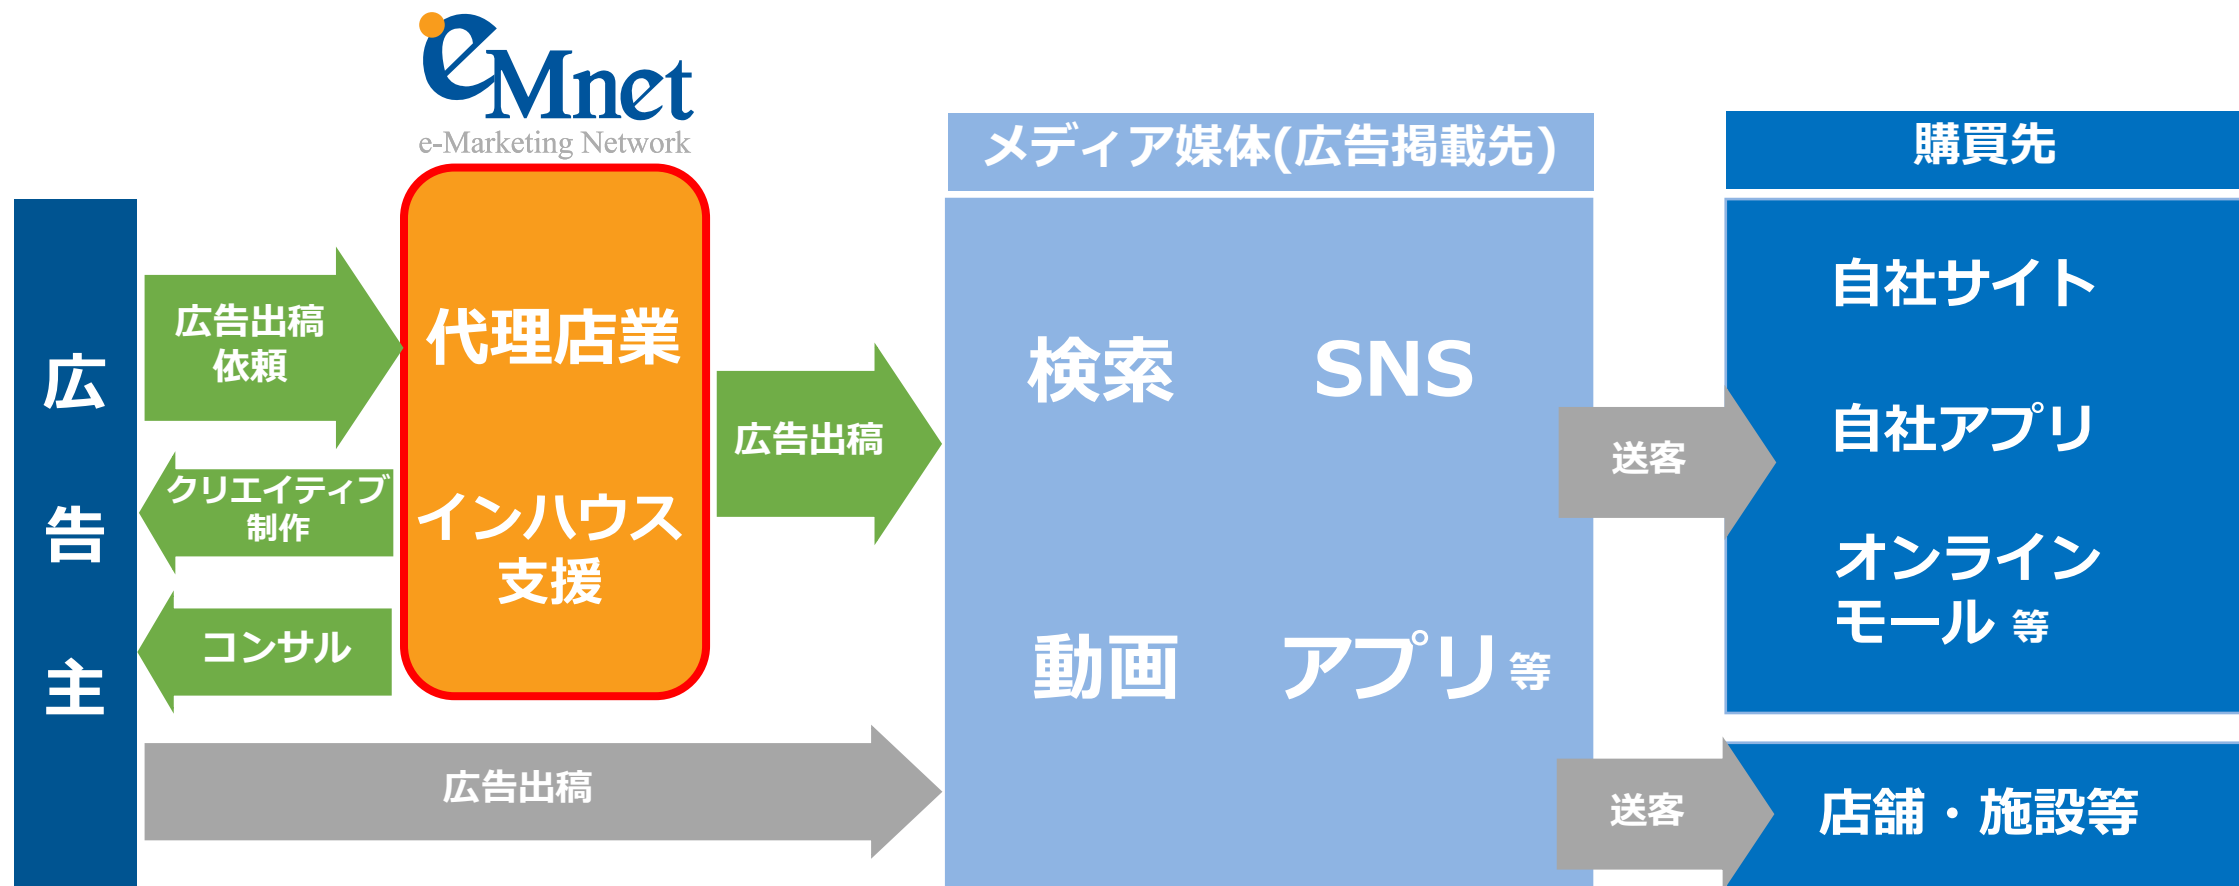 eMnet
e-Marketing Network
広告主
広告出稿
依頼
クリエイティブ
制作
コンサル
代理店業
インハウス
支援
広告出稿
広告出稿
メディア媒体(広告掲載先)
検索 SNS
動画 アプリ 等
送客
送客
購買先
自社サイト
自社アプリ
オンライン
モール 等
店舗・施設等